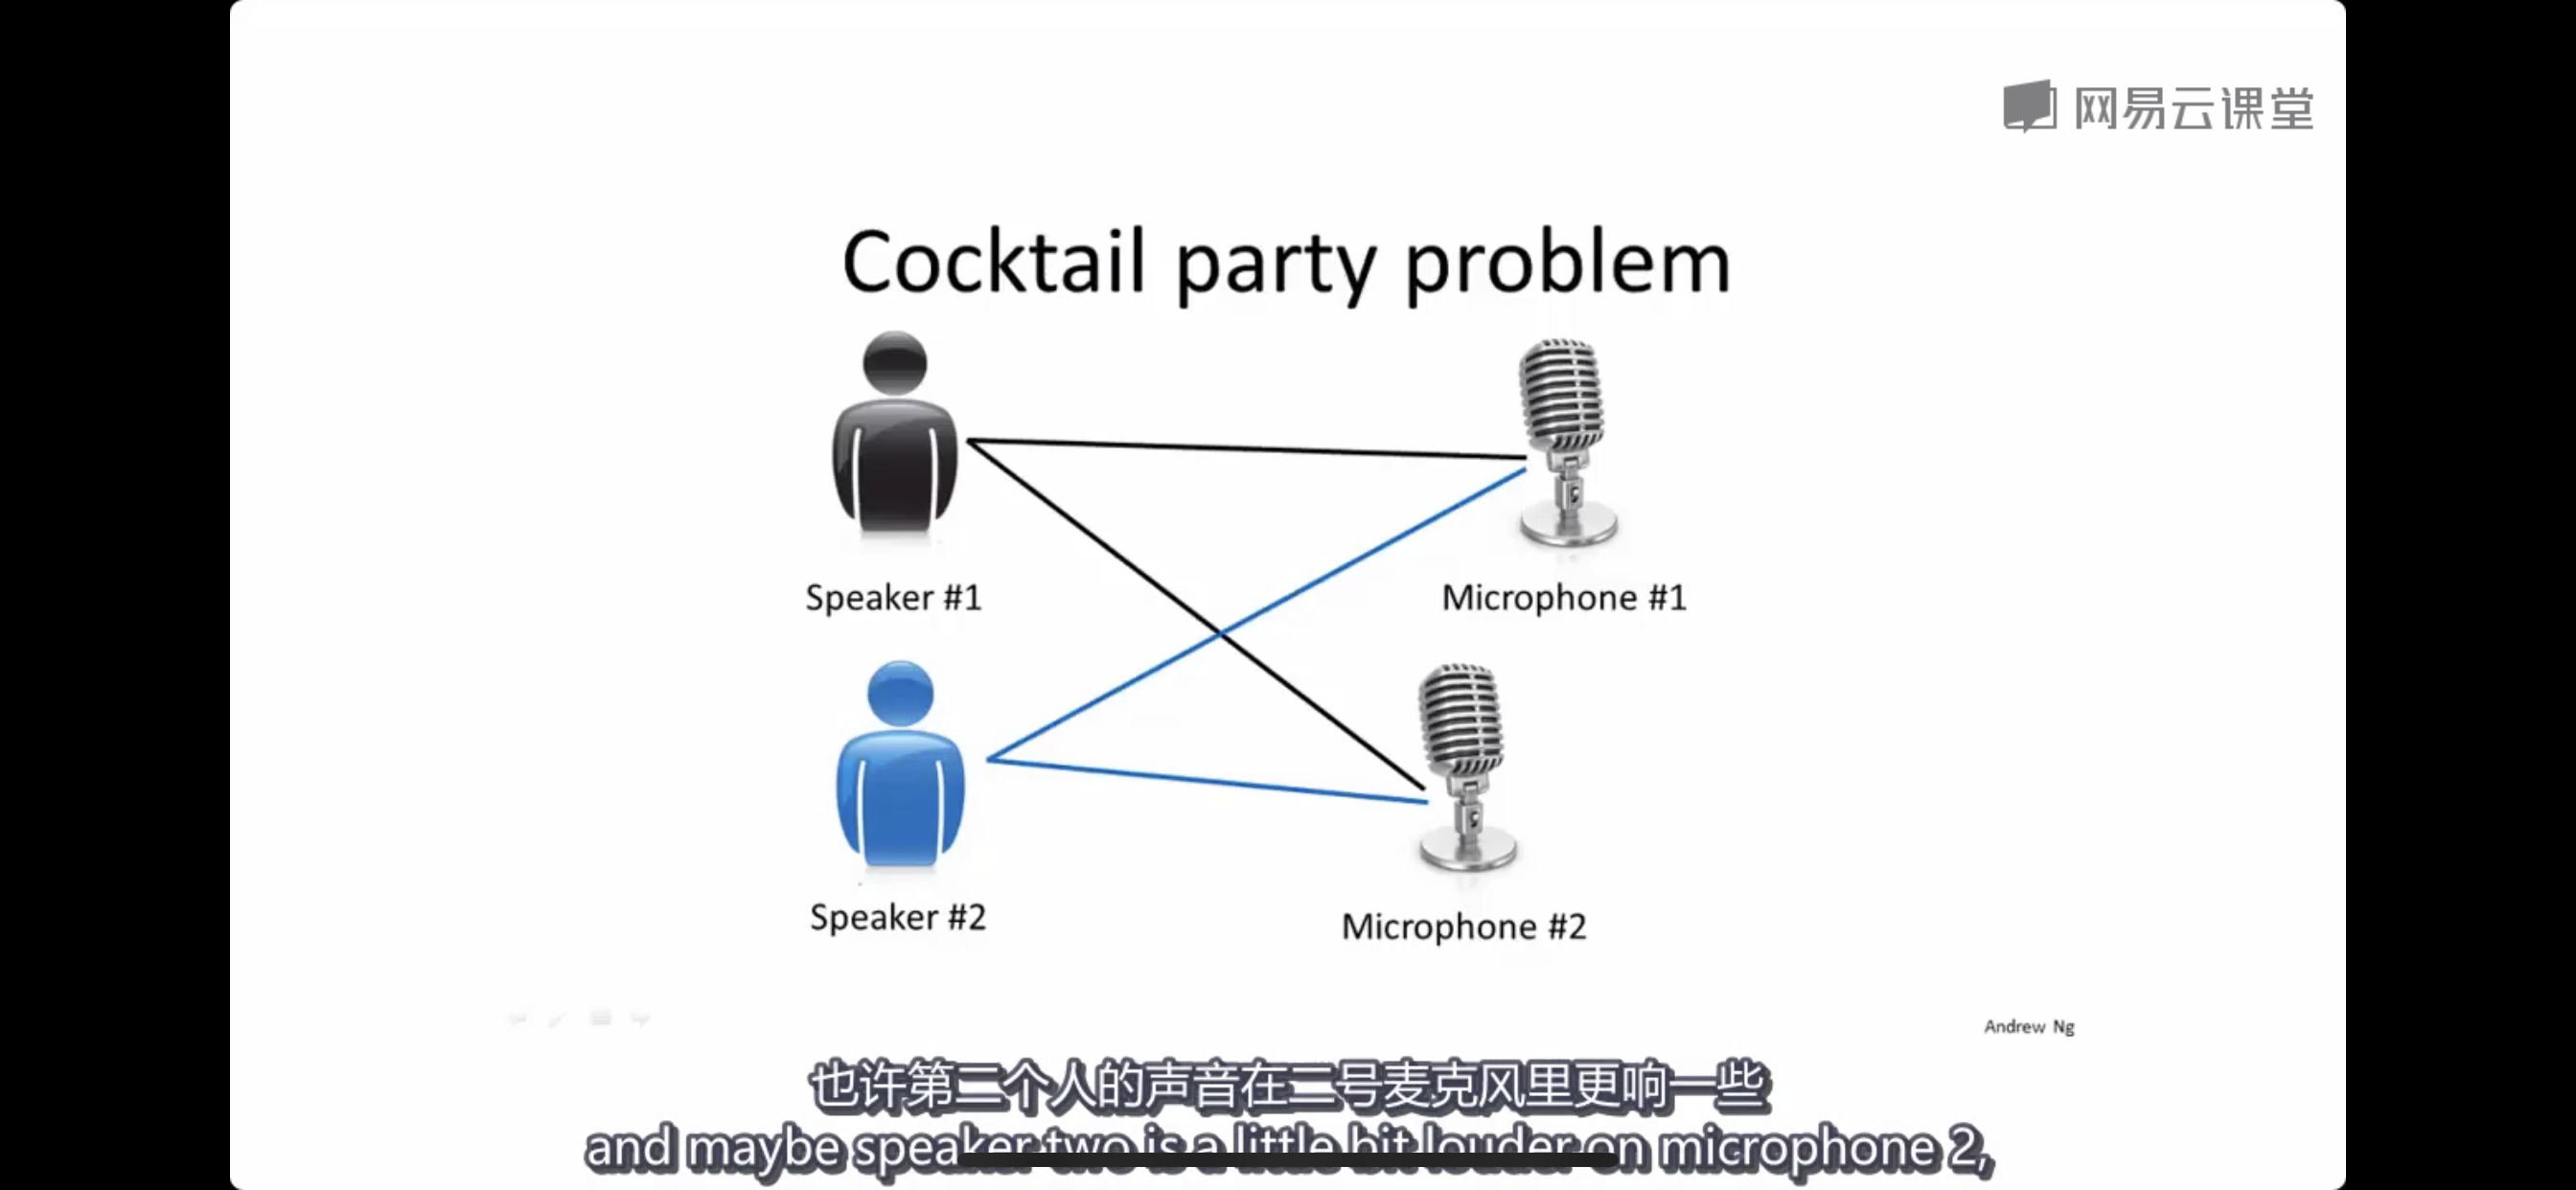 网易云课堂
Cocktail party problem
Speaker #1
Microphone #1
Speaker #2
Microphone #2
Andrew Ng
也许第二个人的声音在二号麦克风里更响一些
and maybe speaker two is a little bit louder on microphone 2,